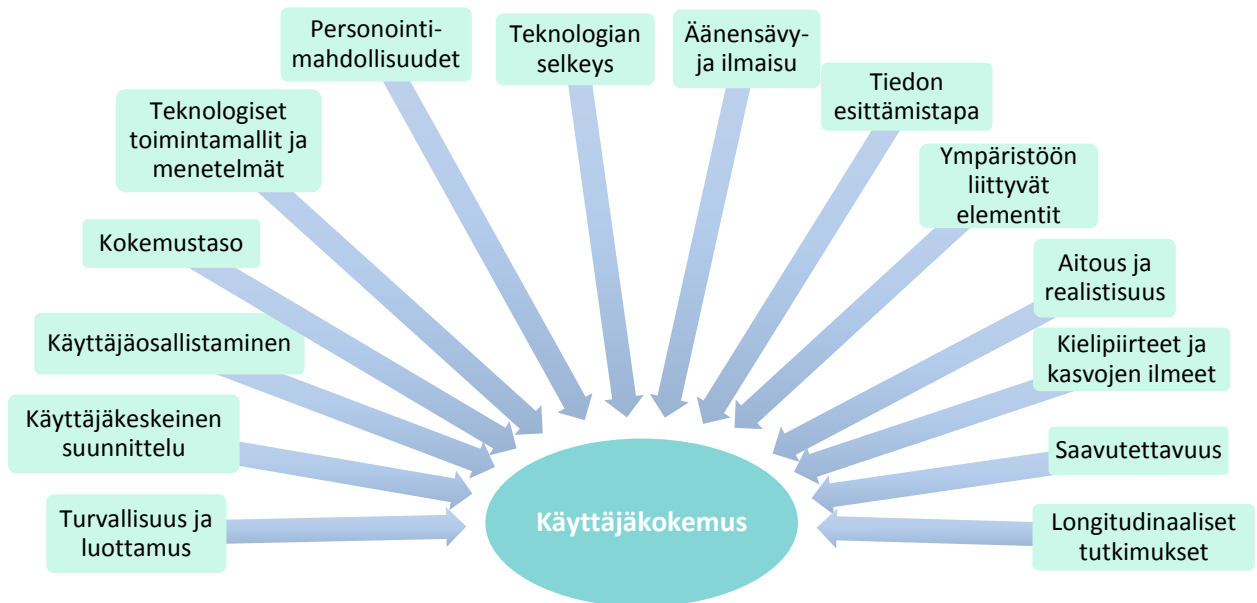 Personointi-
mahdollisuudet
Teknologian
selkeys
Äänensävy-
ja ilmaisu
Tiedon
esittämistapa
Teknologiset
toimintamallit ja
menetelmät
Ympäristöön
liittyvät
elementit
Kokemustaso
Aitous ja
realistisuus
Käyttäjäosallistaminen
Kielipiirteet ja
kasvojen ilmeet
Käyttäjäkeskeinen
suunnittelu
Saavutettavuus
Turvallisuus ja
luottamus
Käyttäjäkokemus
Longitudinaaliset
tutkimukset